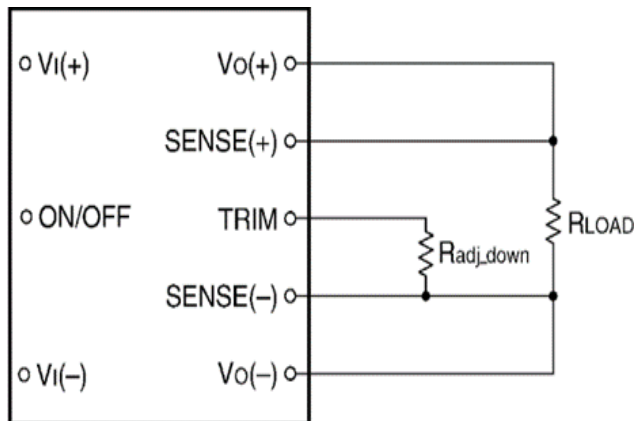 VI(+) VO(+)
SENSE(+)
ON/OFF TRIM RLOAD
Radj_down
SENSE(–)
VI(–) VO(–)